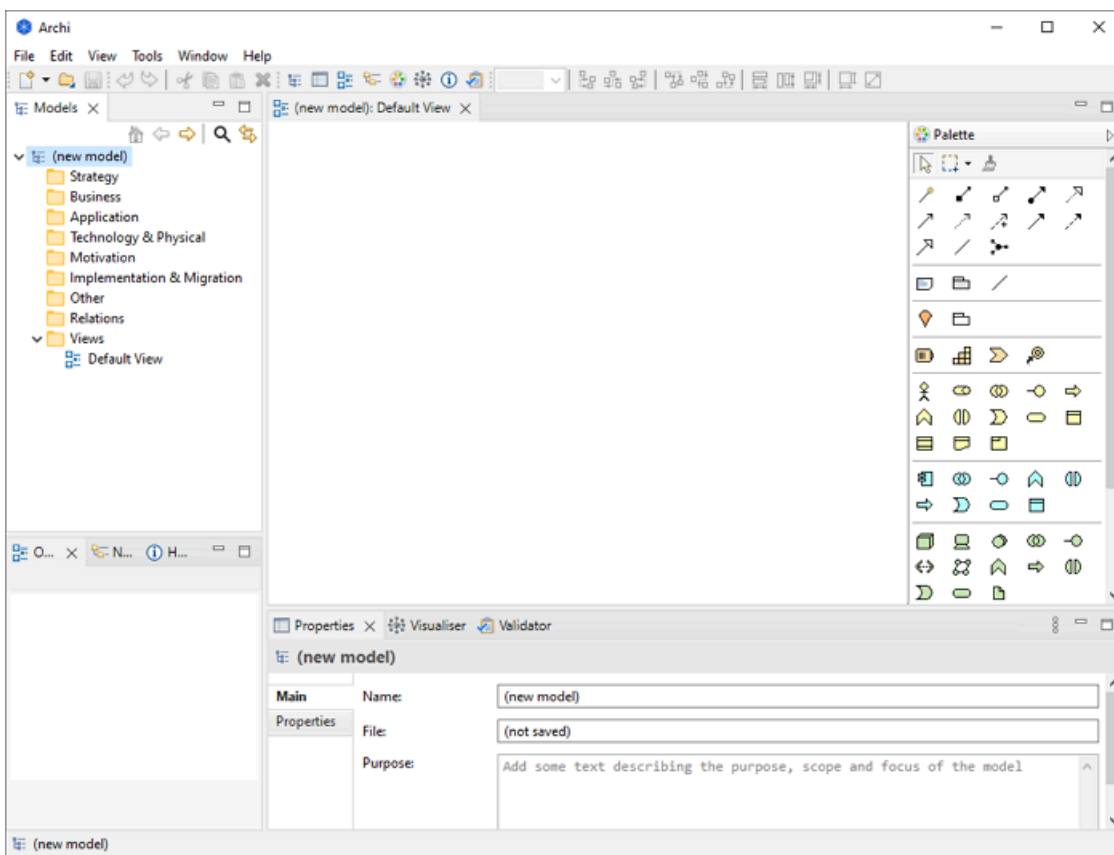 Archi
File Edit View Tools Window Help
Models
(new model): Default View
Palette
(new model)
Strategy
Business
Application
Technology & Physical
Motivation
Implementation & Migration
Other
Relations
Views
Default View
O... N... H...
Properties Visualiser Validator
(new model)
Main
Properties
Name: (new model)
File: (not saved)
Purpose: Add some text describing the purpose, scope and focus of the model
(new model)